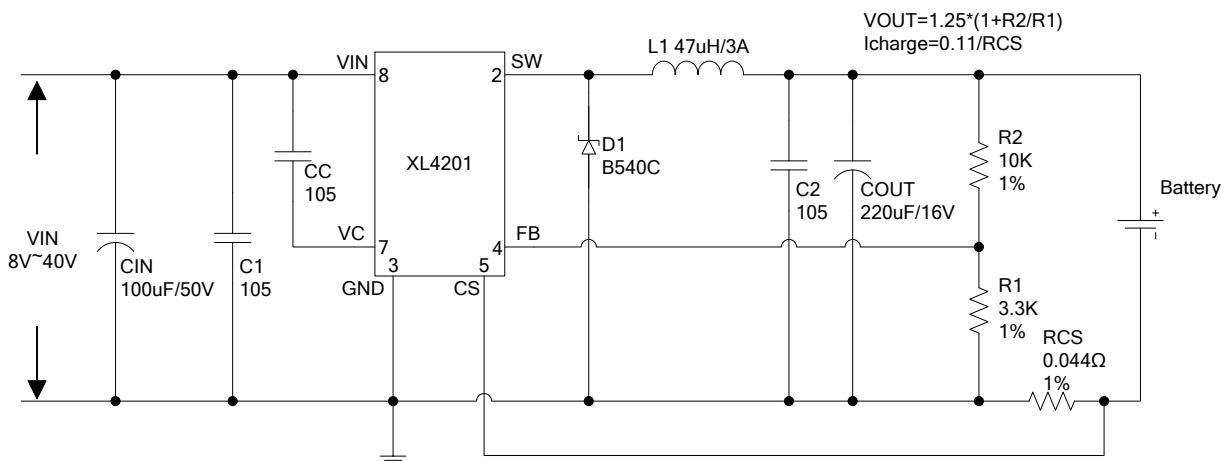 VOUT=1.25*(1+R2/R1)
Icharge=0.11/RCS
L1 47uH/3A
VIN
8
2
SW
XL4201
CC
105
D1
B540C
C2
105
COUT
220uF/16V
R2
10K
1%
Battery
+
-
VIN
8V~40V
CIN
100uF/50V
C1
105
VC
7
4
FB
3
5
GND
CS
R1
3.3K
1%
RCS
0.044Ω
1%